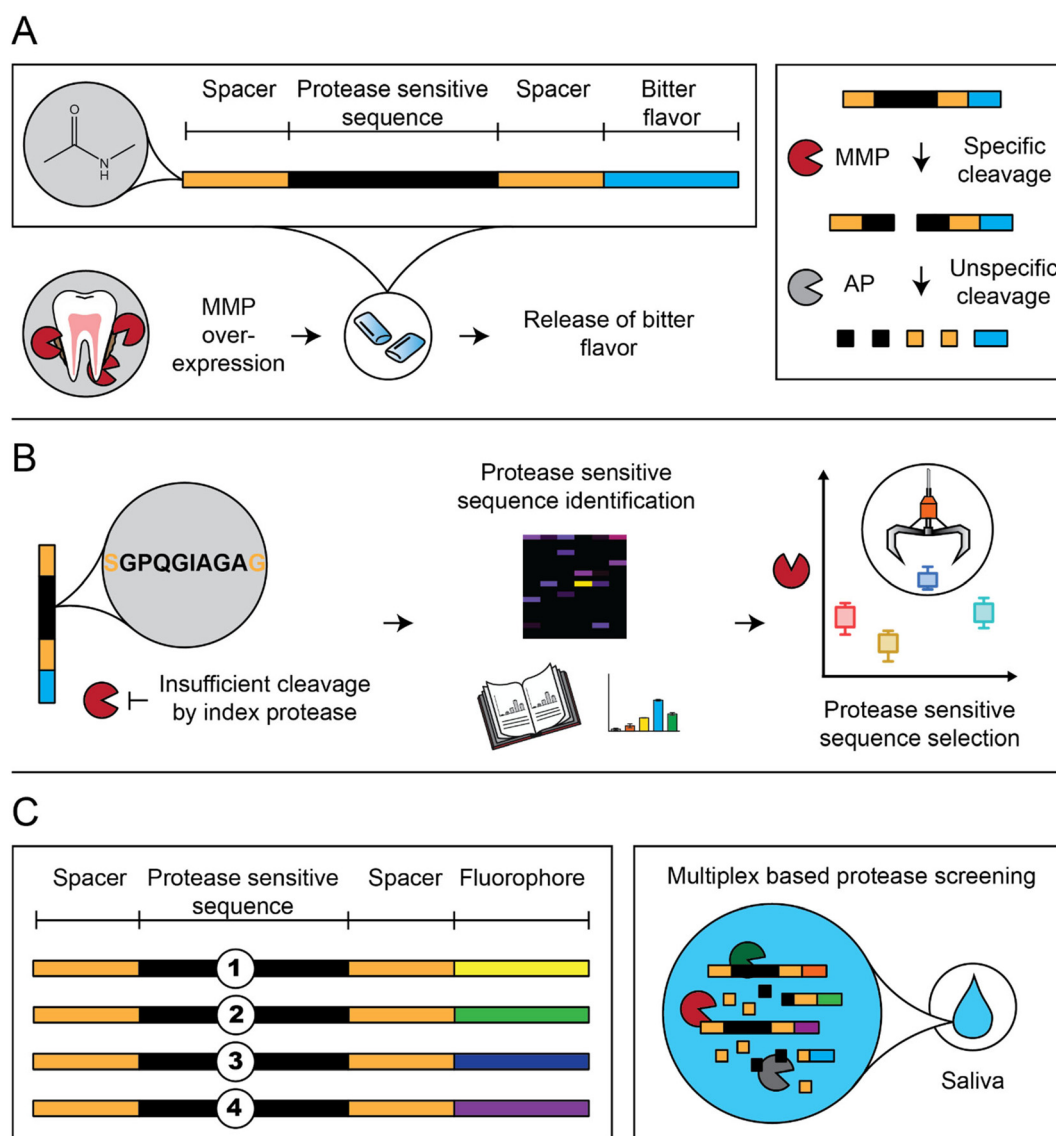 A
Spacer
Protease sensitive
sequence
Spacer
Bitter
flavor
O
N
H
MMP
over-
expression
Release of bitter
flavor
MMP
Specific
cleavage
AP
Unspecific
cleavage
B
SGPQGIAGAG
Insufficient cleavage
by index protease
Protease sensitive
sequence identification
Protease sensitive
sequence selection
C
Spacer
Protease sensitive
sequence
Spacer
Fluorophore
1
2
3
4
Multiplex based protease screening
Saliva